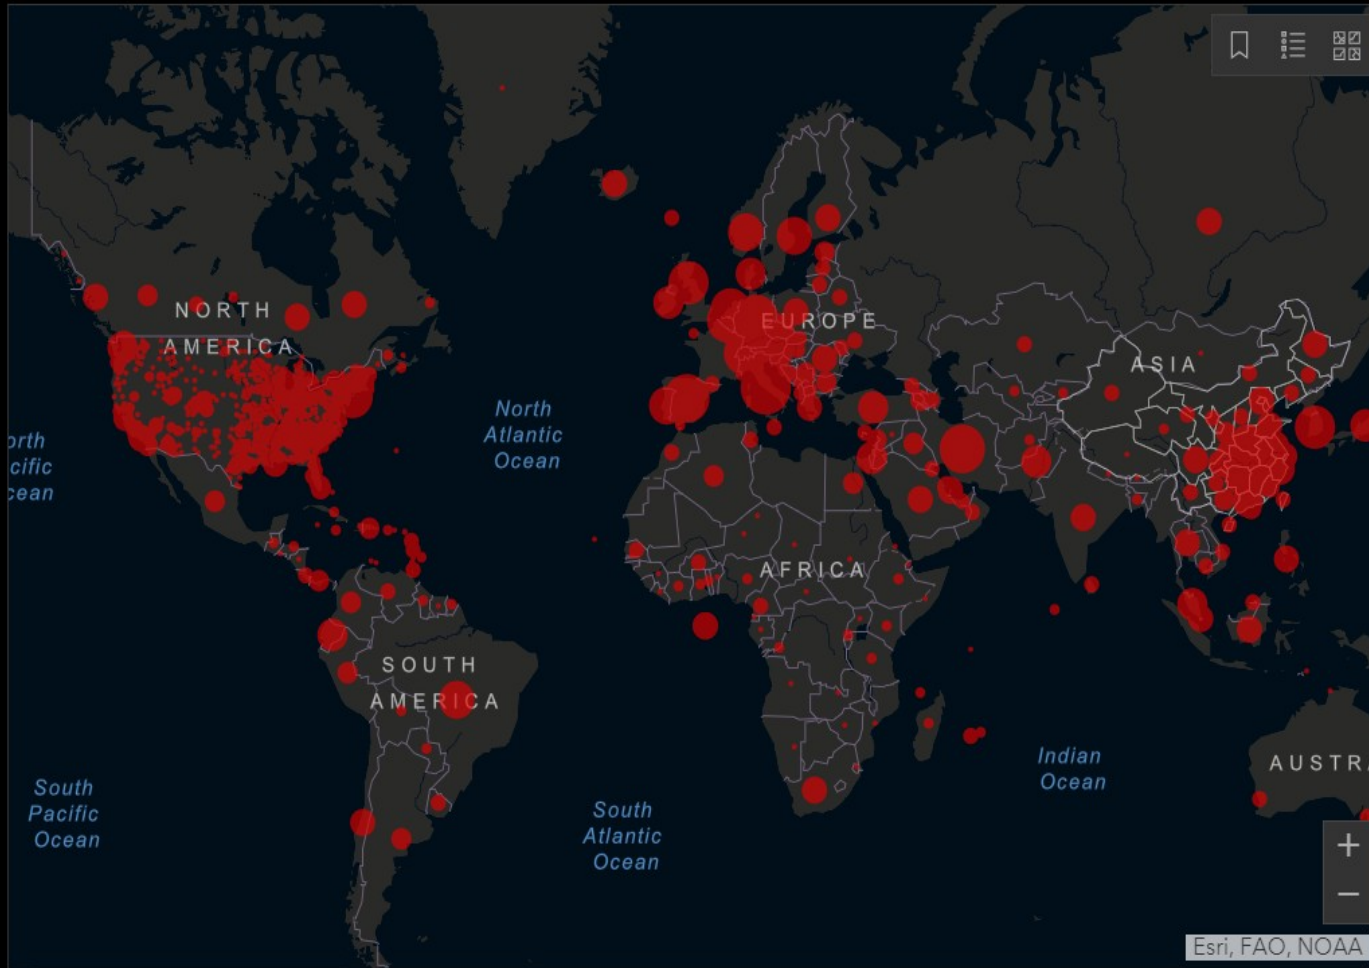 NORTH
AMERICA
EUROPE
ASIA
North
Atlantic
Ocean
orth
cific
cean
AFRICA
SOUTH
AMERICA
Indian
Ocean
AUSTR
South
Pacific
Ocean
South
Atlantic
Ocean
+
−
Esri, FAO, NOAA